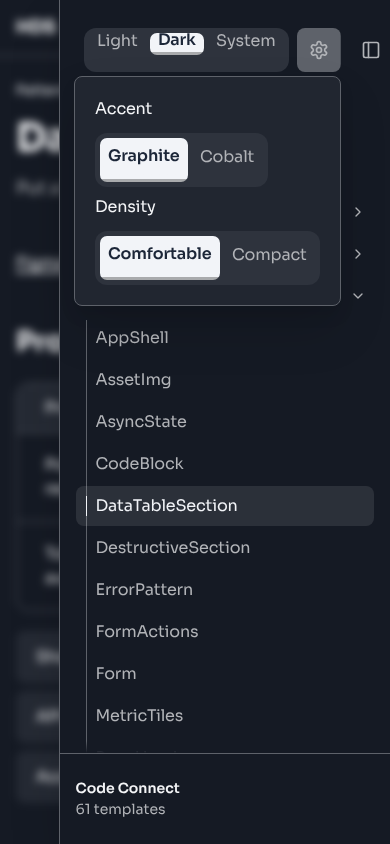 Light Dark System
Accent
Graphite Cobalt
Density
Comfortable Compact
AppShell
AssetImg
AsyncState
CodeBlock
DataTableSection
DestructiveSection
ErrorPattern
FormActions
Form
MetricTiles
Code Connect
61 templates